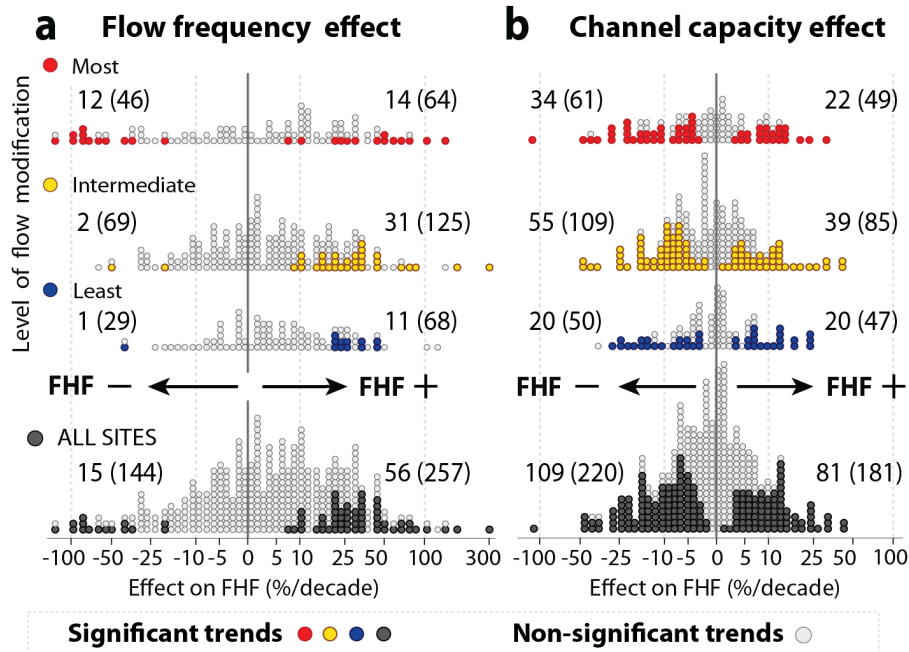 a Flow frequency effect
b Channel capacity effect
Level of flow modification
Most
12 (46)
14 (64)
34 (61)
22 (49)
Intermediate
2 (69)
31 (125)
55 (109)
39 (85)
Least
1 (29)
11 (68)
20 (50)
20 (47)
FHF − FHF +
FHF − FHF +
ALL SITES
15 (144)
56 (257)
109 (220)
81 (181)
-100 -50 -25 -10 -5 0 5 10 25 50 100 300
-100 -50 -25 -10 -5 0 5 10 25 50 100
Effect on FHF (%/decade)
Effect on FHF (%/decade)
Significant trends
Non-significant trends